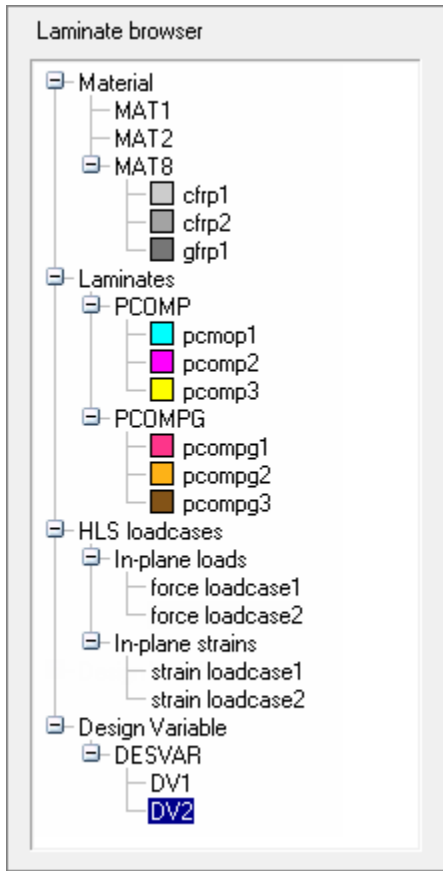 Laminate browser
Material
MAT1
MAT2
MAT8
cfrp1
cfrp2
gfrp1
Laminates
PCOMP
pcmop1
pcomp2
pcomp3
PCOMPG
pcompg1
pcompg2
pcompg3
HLS loadcases
In-plane loads
force loadcase1
force loadcase2
In-plane strains
strain loadcase1
strain loadcase2
Design Variable
DESVAR
DV1
DV2